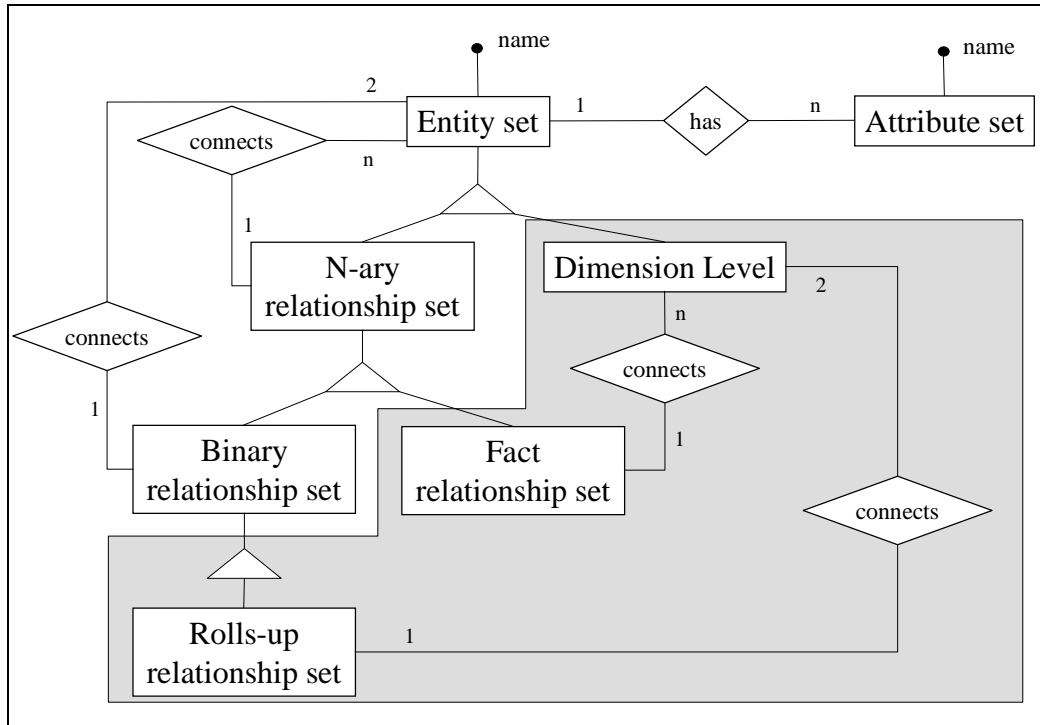 name
name
2
Entity set
1
has
n
Attribute set
connects
n
1
N-ary
relationship set
Dimension Level
2
n
connects
connects
1
1
Binary
relationship set
Fact
relationship set
connects
Rolls-up
relationship set
1